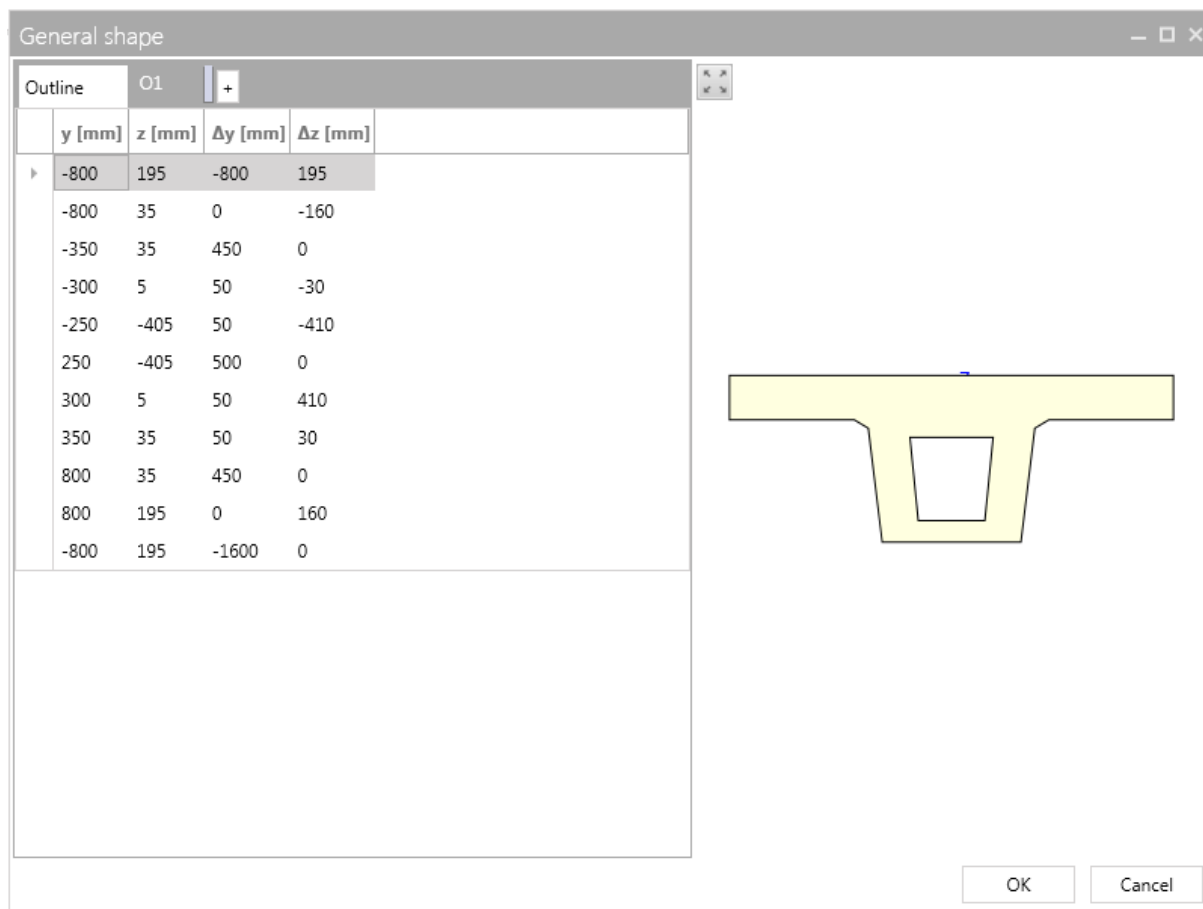 General shape
Outline O1 +
y [mm] z [mm] Δy [mm] Δz [mm]
-800 195 -800 195
-800 35 0 -160
-350 35 450 0
-300 5 50 -30
-250 -405 50 -410
250 -405 500 0
300 5 50 410
350 35 50 30
800 35 450 0
800 195 0 160
-800 195 -1600 0
OK Cancel